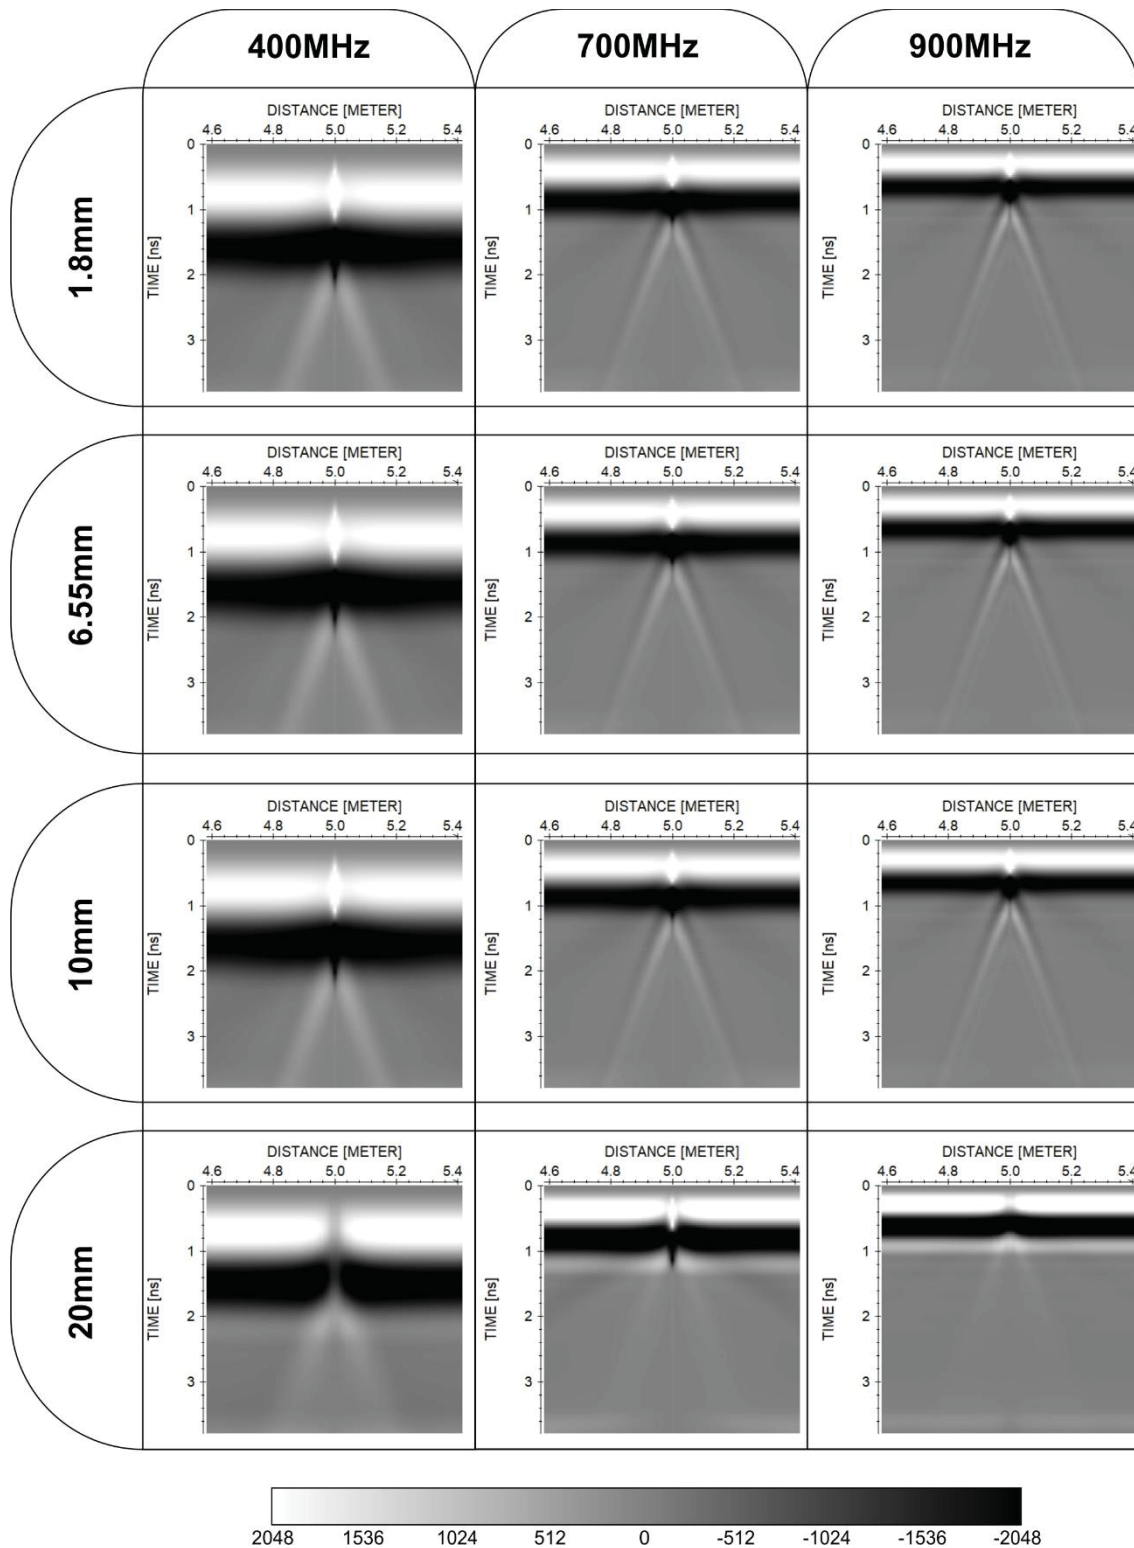 400MHz 700MHz 900MHz
1.8mm
DISTANCE [METER] DISTANCE [METER] DISTANCE [METER]
4.6 4.8 5.0 5.2 5.4 4.6 4.8 5.0 5.2 5.4 4.6 4.8 5.0 5.2 5.4
TIME [ns] TIME [ns] TIME [ns]
0 0 0
1 1 1
2 2 2
3 3 3
6.55mm
DISTANCE [METER] DISTANCE [METER] DISTANCE [METER]
4.6 4.8 5.0 5.2 5.4 4.6 4.8 5.0 5.2 5.4 4.6 4.8 5.0 5.2 5.4
TIME [ns] TIME [ns] TIME [ns]
0 0 0
1 1 1
2 2 2
3 3 3
10mm
DISTANCE [METER] DISTANCE [METER] DISTANCE [METER]
4.6 4.8 5.0 5.2 5.4 4.6 4.8 5.0 5.2 5.4 4.6 4.8 5.0 5.2 5.4
TIME [ns] TIME [ns] TIME [ns]
0 0 0
1 1 1
2 2 2
3 3 3
20mm
DISTANCE [METER] DISTANCE [METER] DISTANCE [METER]
4.6 4.8 5.0 5.2 5.4 4.6 4.8 5.0 5.2 5.4 4.6 4.8 5.0 5.2 5.4
TIME [ns] TIME [ns] TIME [ns]
0 0 0
1 1 1
2 2 2
3 3 3
2048 1536 1024 512 0 -512 -1024 -1536 -2048